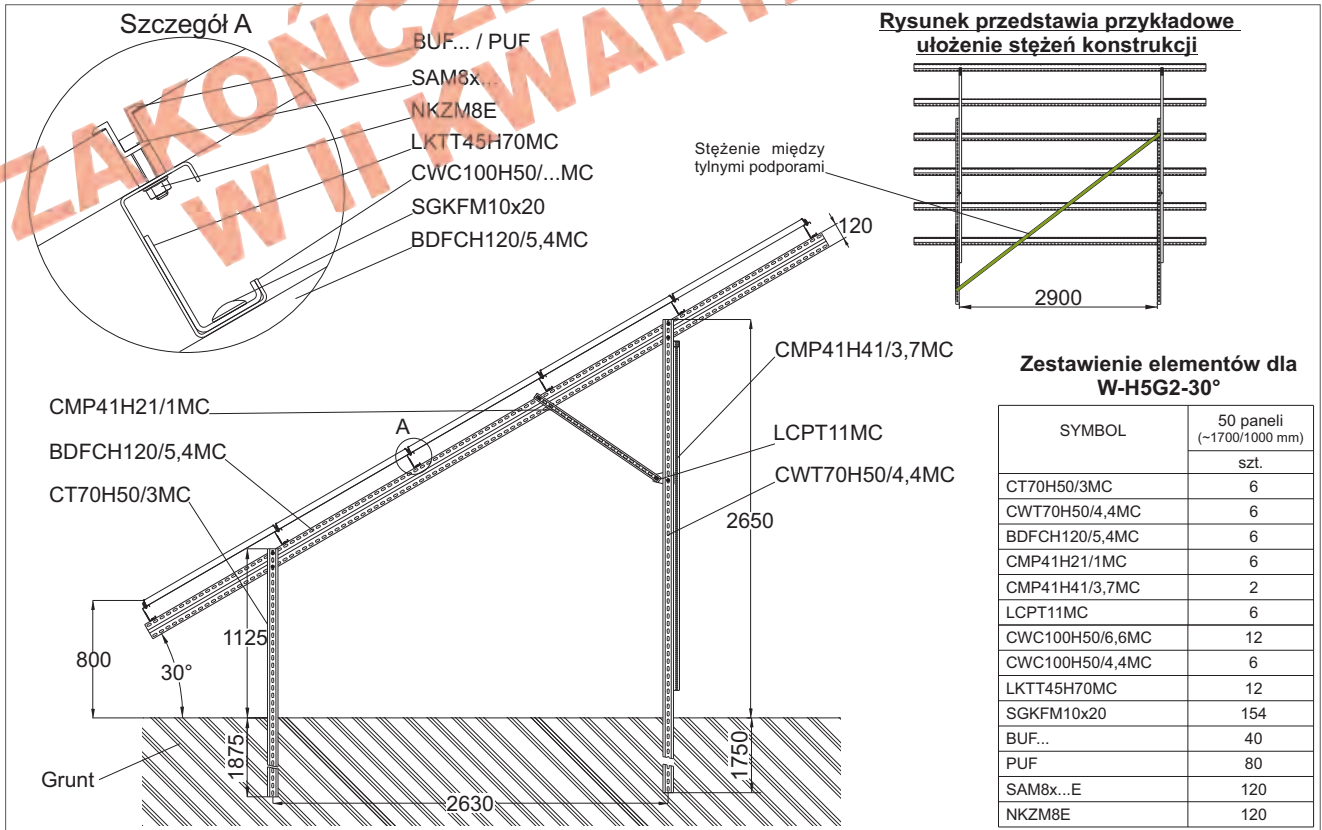 Szczegół A
BUF... / PUF
SAM8x...
NKZM8E
LKTT45H70MC
CWC100H50/...MC
SGKFM10x20
BDFCH120/5,4MC
ZAKOŃCZE
W II KWART
Rysunek przedstawia przykładowe
ułożenie stężeń konstrukcji
Stężenie między
tylnymi podporami
2900
120
CMP41H41/3,7MC
CMP41H21/1MC
A
BDFCH120/5,4MC
CT70H50/3MC
LCPT11MC
CWT70H50/4,4MC
2650
1125
800
30°
1875
1750
Grunt
2630
Zestawienie elementów dla
W-H5G2-30°
SYMBOL 50 paneli
(~1700/1000 mm)
szt.
CT70H50/3MC 6
CWT70H50/4,4MC 6
BDFCH120/5,4MC 6
CMP41H21/1MC 6
CMP41H41/3,7MC 2
LCPT11MC 6
CWC100H50/6,6MC 12
CWC100H50/4,4MC 6
LKTT45H70MC 12
SGKFM10x20 154
BUF... 40
PUF 80
SAM8x...E 120
NKZM8E 120